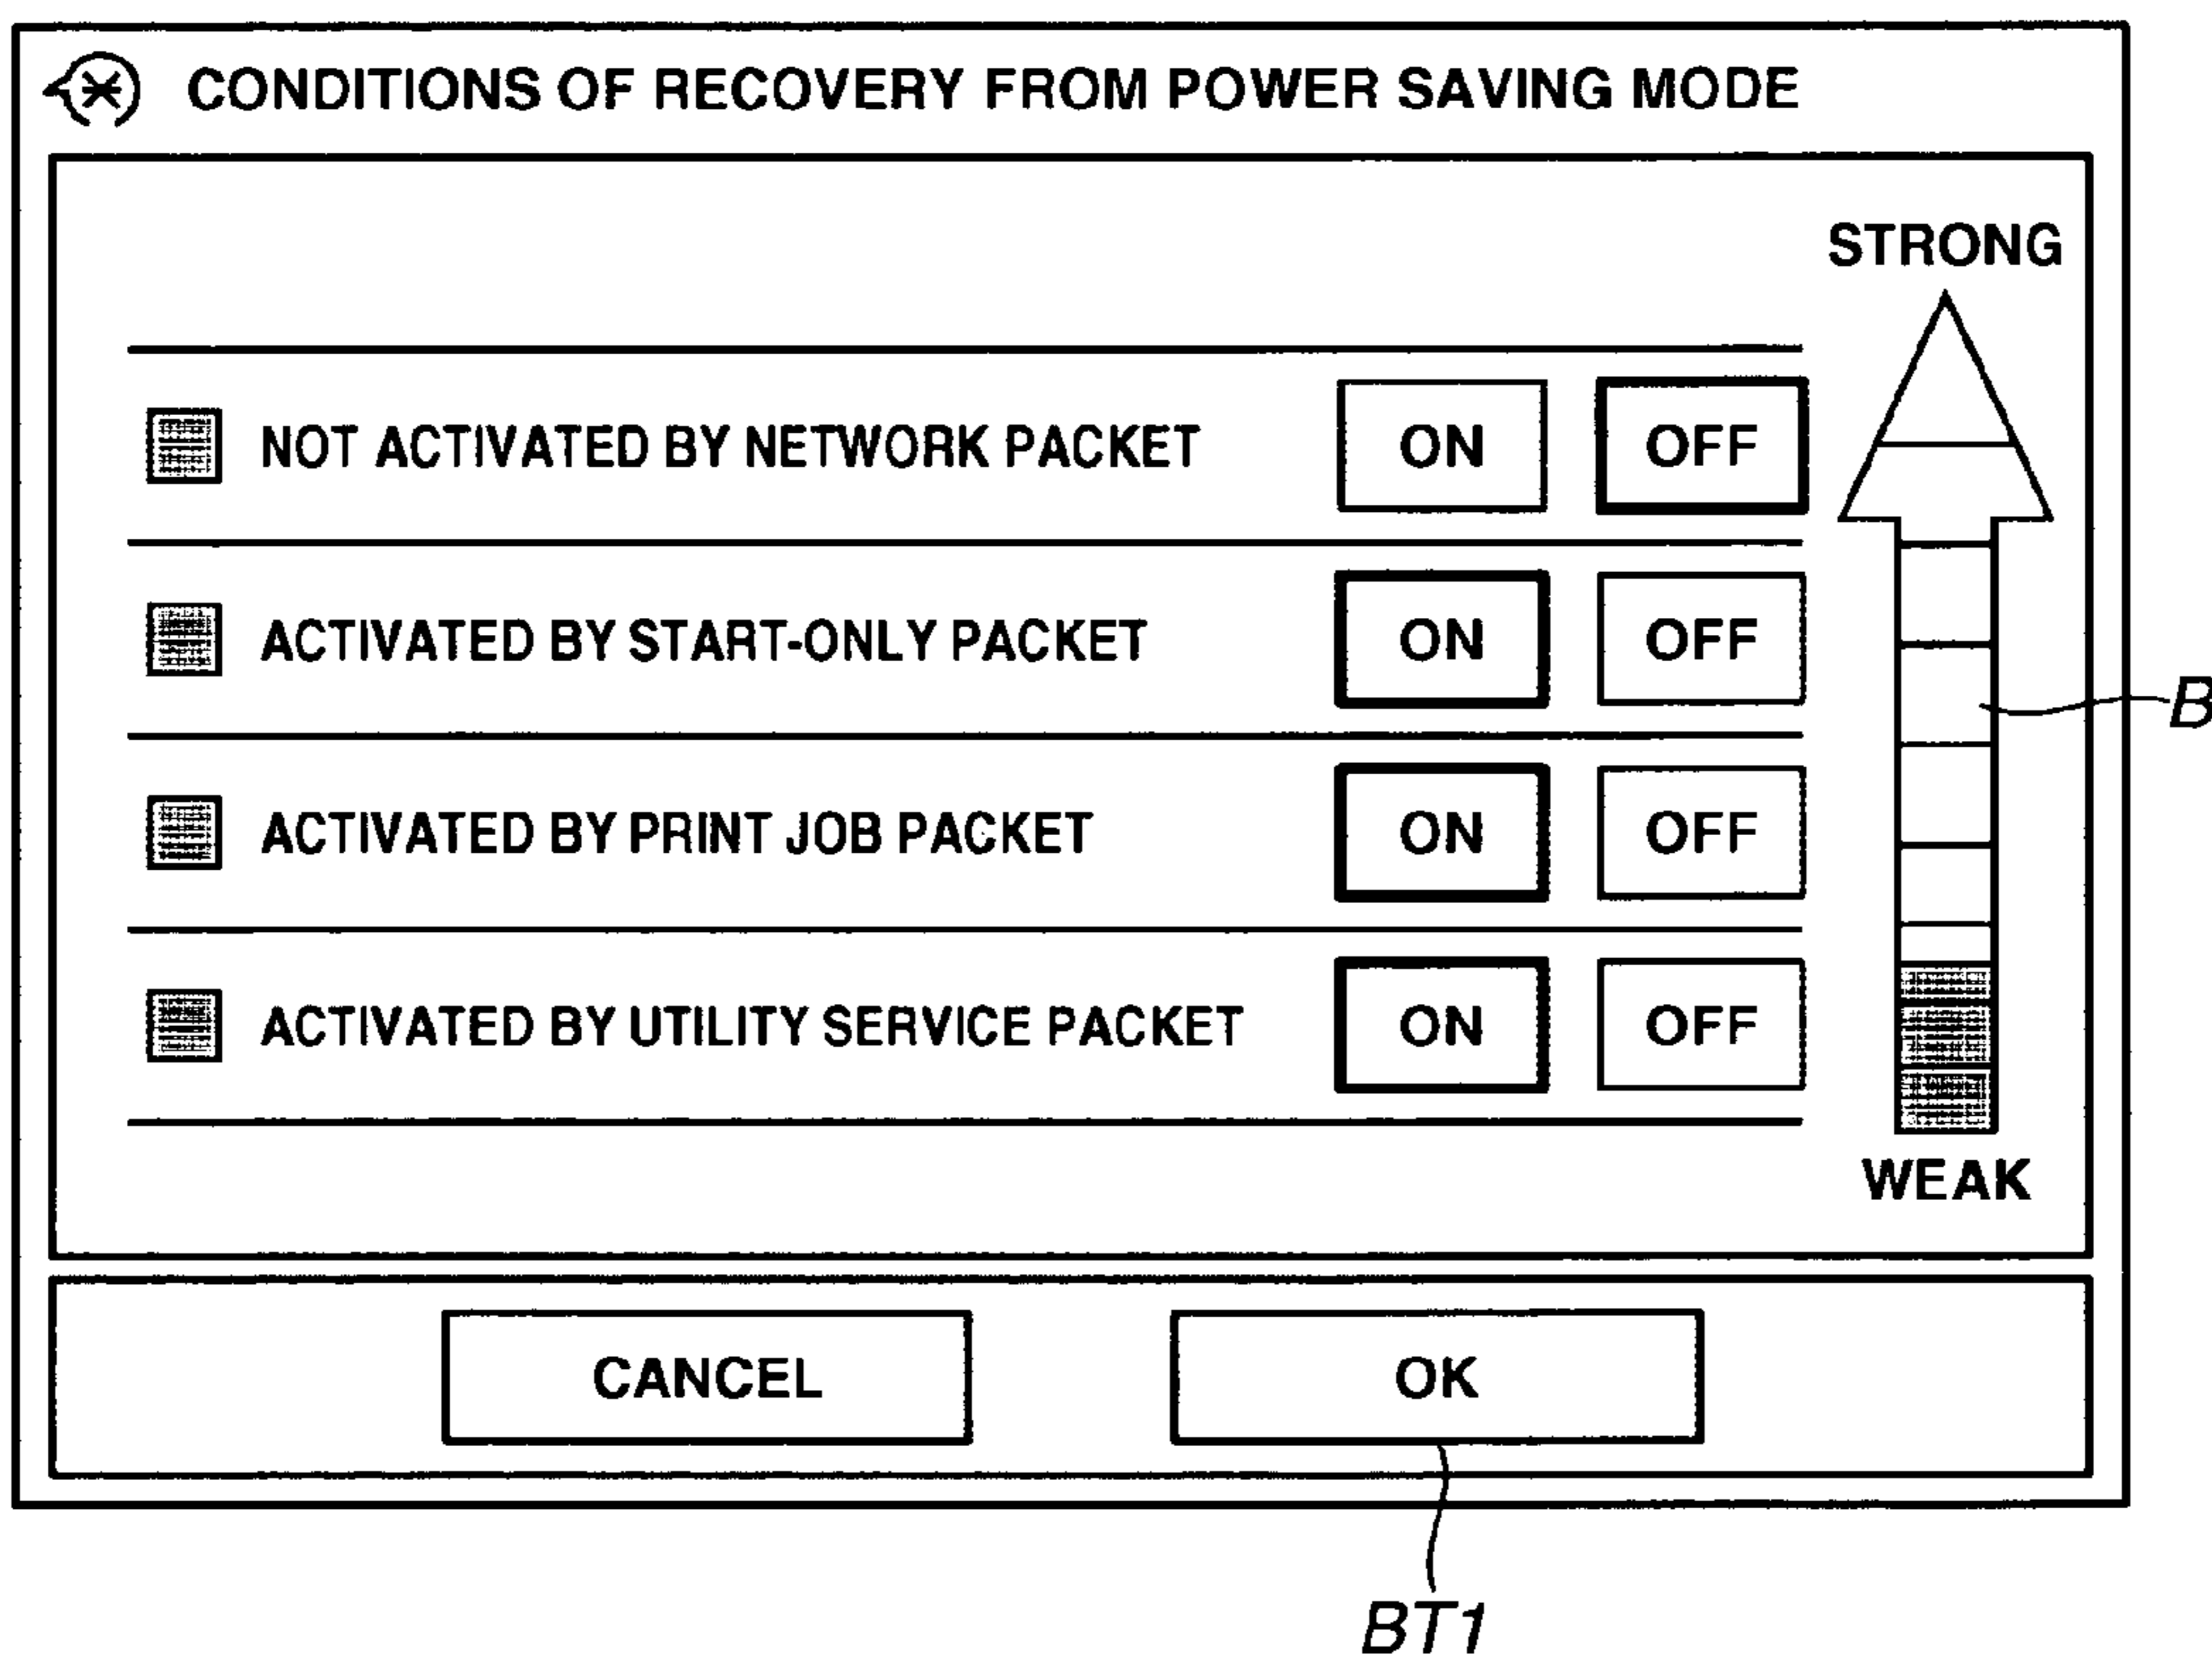 CONDITIONS OF RECOVERY FROM POWER SAVING MODE
STRONG
NOT ACTIVATED BY NETWORK PACKET ON OFF
ACTIVATED BY START-ONLY PACKET ON OFF
B
ACTIVATED BY PRINT JOB PACKET ON OFF
ACTIVATED BY UTILITY SERVICE PACKET ON OFF
WEAK
CANCEL OK
BT1